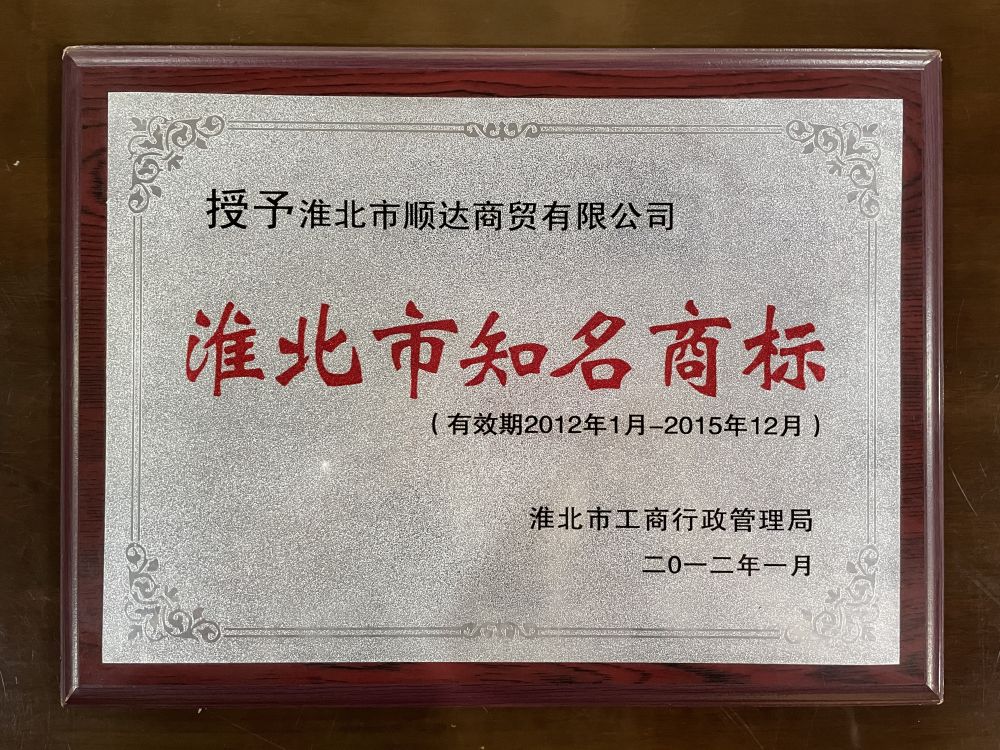 授予淮北市顺达商贸有限公司
淮北市知名商标
（有效期2012年1月-2015年12月）
淮北市工商行政管理局
二0一二年一月